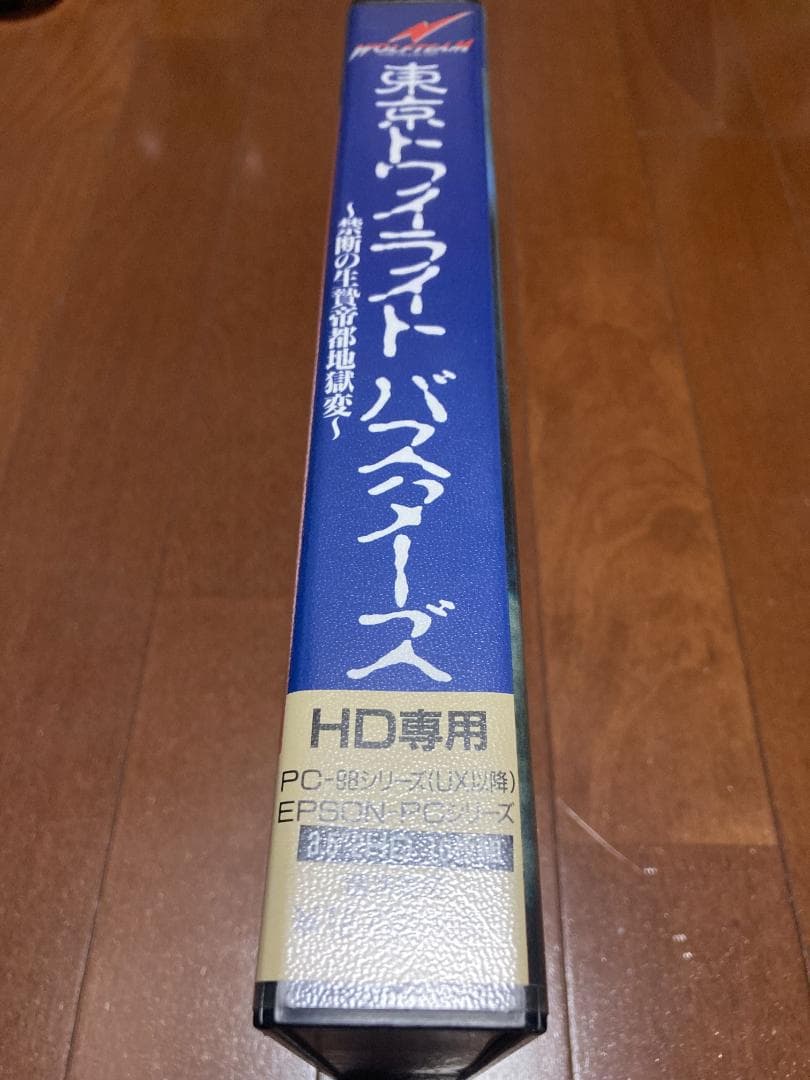 WOLFTEAM
東京トワイライトバスターズ
～禁断の生贄帝都地獄変～
HD専用
PC-98シリーズ(UX以降)
EPSON-PCシリーズ